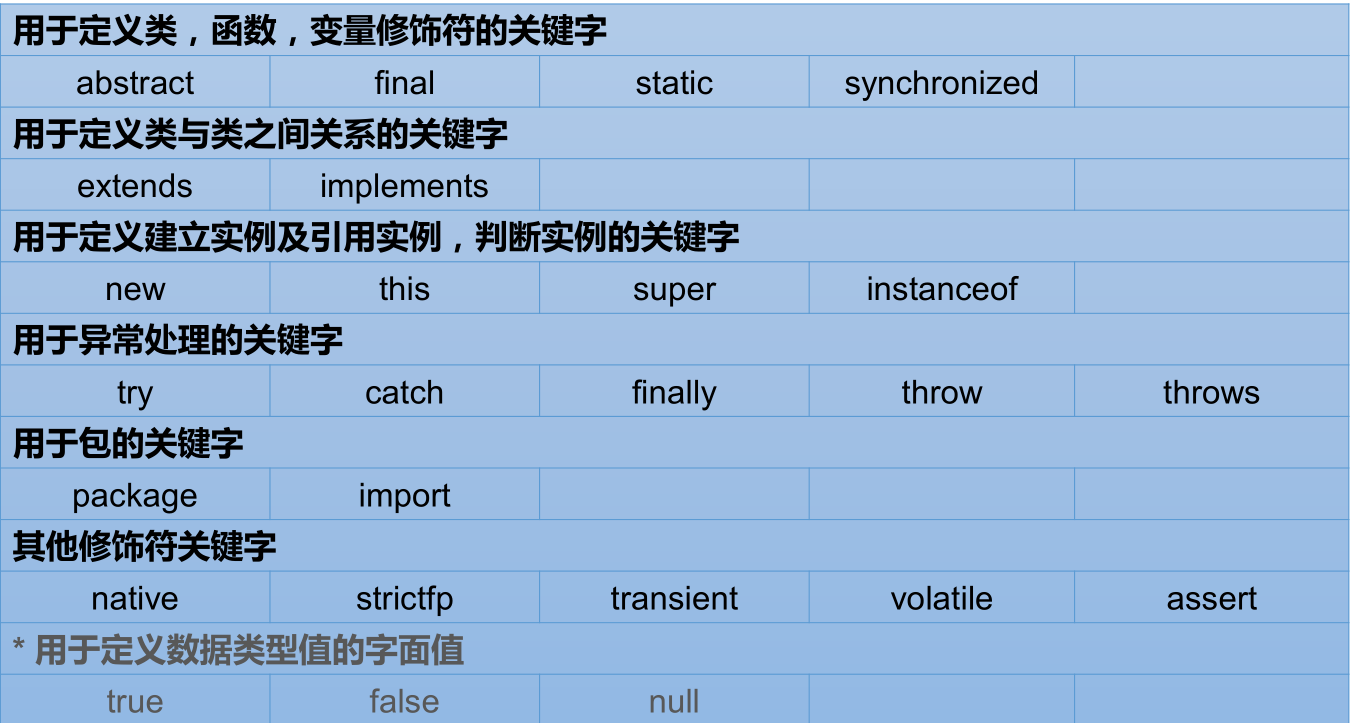 用于定义类，函数，变量修饰符的关键字
abstract final static synchronized
用于定义类与类之间关系的关键字
extends implements
用于定义建立实例及引用实例，判断实例的关键字
new this super instanceof
用于异常处理的关键字
try catch finally throw throws
用于包的关键字
package import
其他修饰符关键字
native strictfp transient volatile assert
* 用于定义数据类型值的字面值
true false null